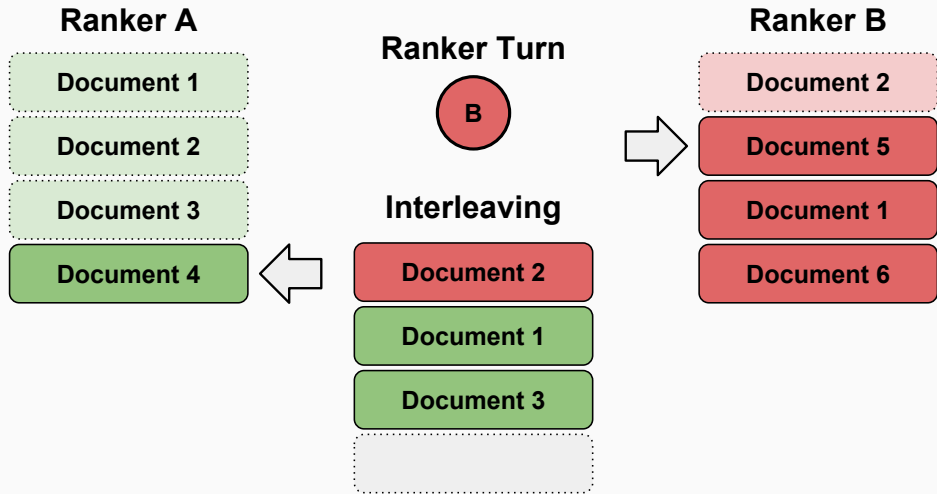 Ranker A
Document 1
Document 2
Document 3
Document 4
Ranker Turn
B
Interleaving
Document 2
Document 1
Document 3
Ranker B
Document 2
Document 5
Document 1
Document 6